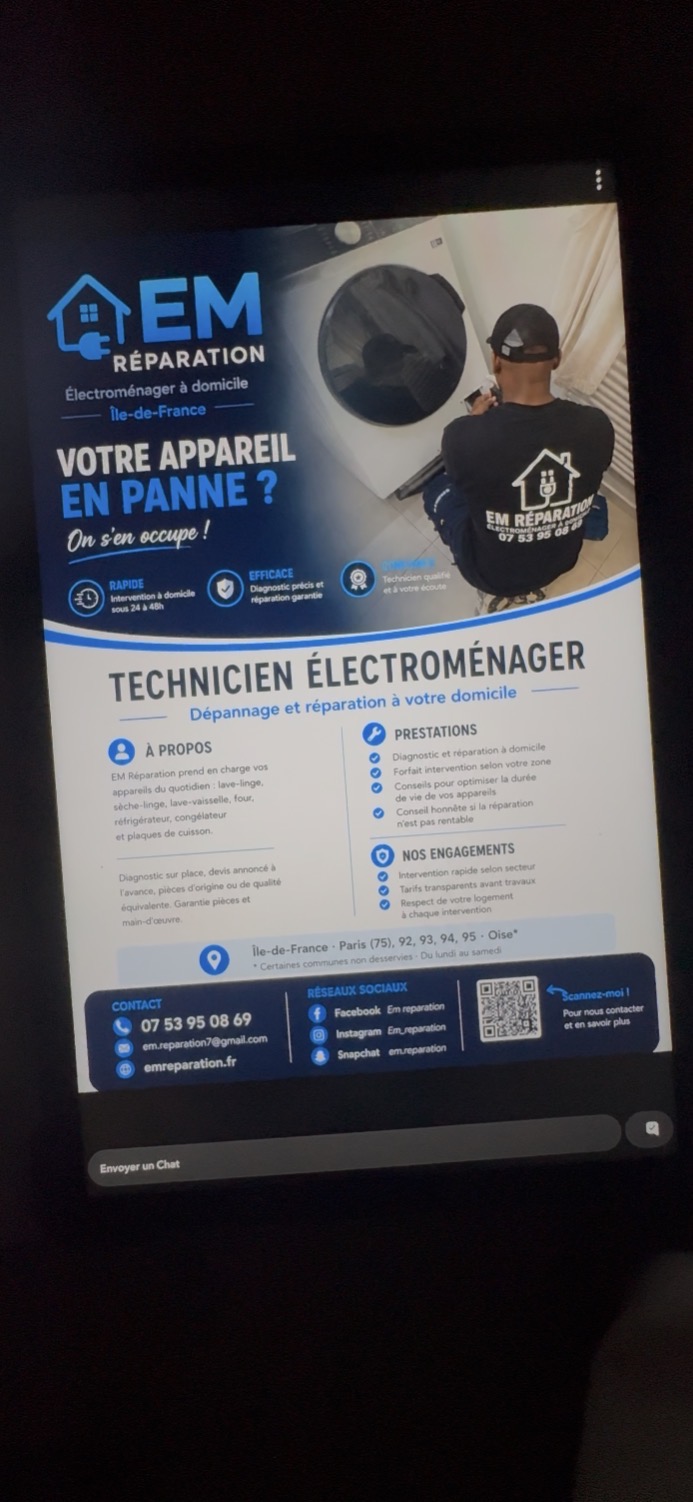 EM
RÉPARATION
Électroménager à domicile
Île-de-France
VOTRE APPAREIL
EN PANNE ?
On s'en occupe !
RAPIDE
Intervention à domicile
sous 24 à 48h
EFFICACE
Diagnostic précis et
réparation garantie
Technicien qualifié
et à votre écoute
EM RÉPARATION
ÉLECTROMÉNAGER À
07 53 95 08 69
TECHNICIEN ÉLECTROMÉNAGER
Dépannage et réparation à votre domicile
À PROPOS
EM Réparation prend en charge vos
appareils du quotidien : lave-linge,
sèche-linge, lave-vaisselle, four,
réfrigérateur, congélateur
et plaques de cuisson.
Diagnostic sur place, devis annoncé à
l'avance, pièces d'origine ou de qualité
équivalente. Garantie pièces et
main-d'œuvre.
PRESTATIONS
Diagnostic et réparation à domicile
Forfait intervention selon votre zone
Conseils pour optimiser la durée
de vie de vos appareils
Conseil honnête si la réparation
n'est pas rentable
NOS ENGAGEMENTS
Intervention rapide selon secteur
Tarifs transparents avant travaux
Respect de votre logement
à chaque intervention
Île-de-France · Paris (75), 92, 93, 94, 95 · Oise*
* Certaines communes non desservies · Du lundi au samedi
CONTACT
07 53 95 08 69
em.reparation7@gmail.com
emreparation.fr
RÉSEAUX SOCIAUX
Facebook Em reparation
Instagram Em_reparation
Snapchat em.reparation
Scannez-moi !
Pour nous contacter
et en savoir plus
Envoyer un Chat